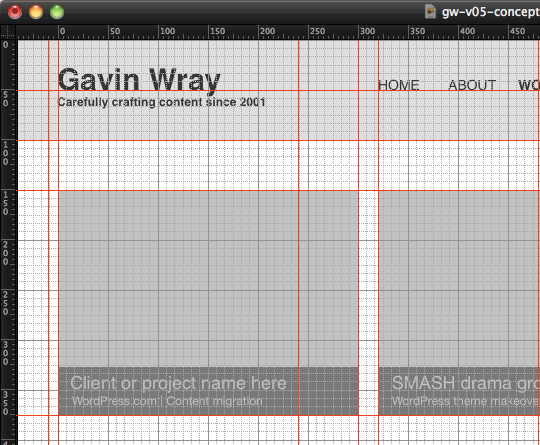 gw-v05-concept
0 50 100 150 200 250 300 350 400 450
0
50
100
150
200
250
300
350
Gavin Wray
HOME ABOUT WO
Carefully crafting content since 2001
Client or project name here
WordPress.com | Content migration
SMASH drama gro
WordPress theme makeove